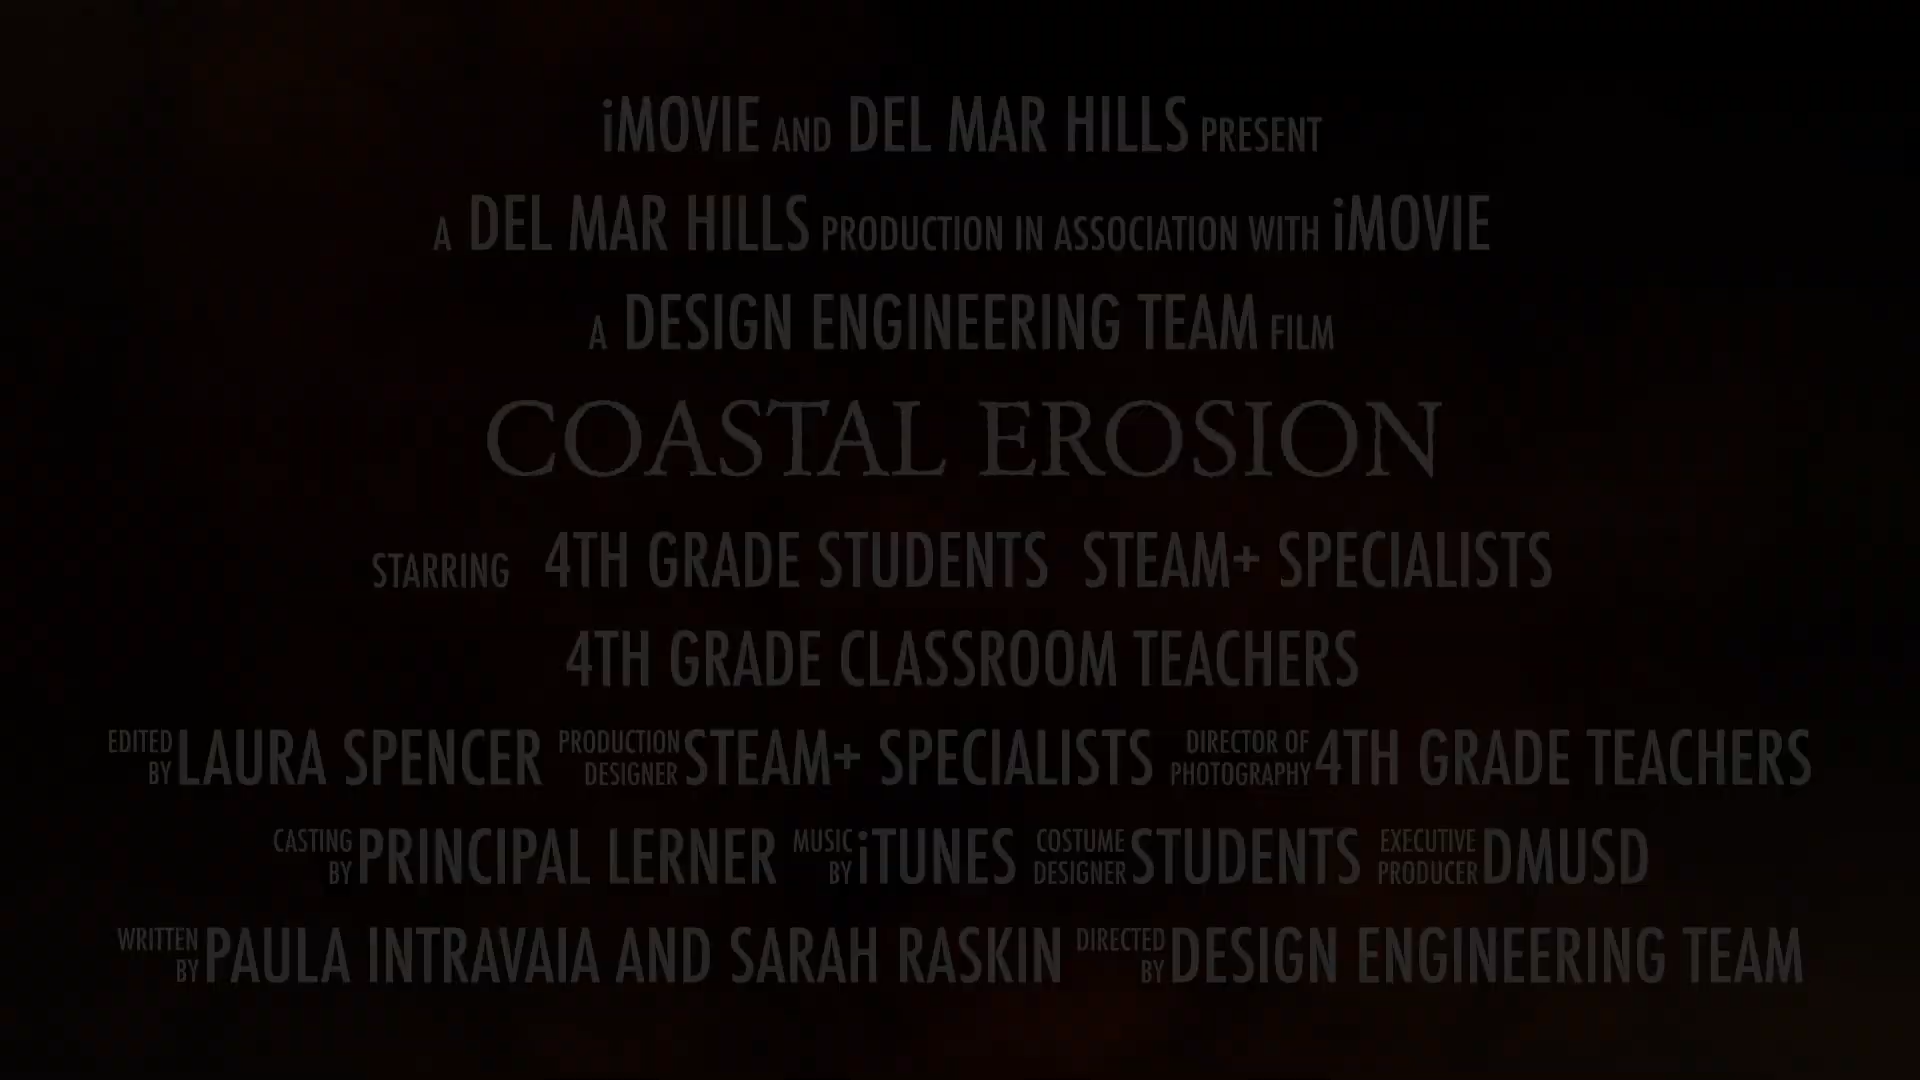 iMOVIE AND DEL MAR HILLS PRESENT
A DEL MAR HILLS PRODUCTION IN ASSOCIATION WITH iMOVIE
A DESIGN ENGINEERING TEAM FILM
COASTAL EROSION
STARRING 4TH GRADE STUDENTS STEAM+ SPECIALISTS
4TH GRADE CLASSROOM TEACHERS
EDITED BY LAURA SPENCER PRODUCTION DESIGNER STEAM+ SPECIALISTS DIRECTOR OF PHOTOGRAPHY 4TH GRADE TEACHERS
CASTING BY PRINCIPAL LERNER MUSIC BY iTUNES COSTUME DESIGNER STUDENTS EXECUTIVE PRODUCER DMUSD
WRITTEN BY PAULA INTRAVAIA AND SARAH RASKIN DIRECTED BY DESIGN ENGINEERING TEAM